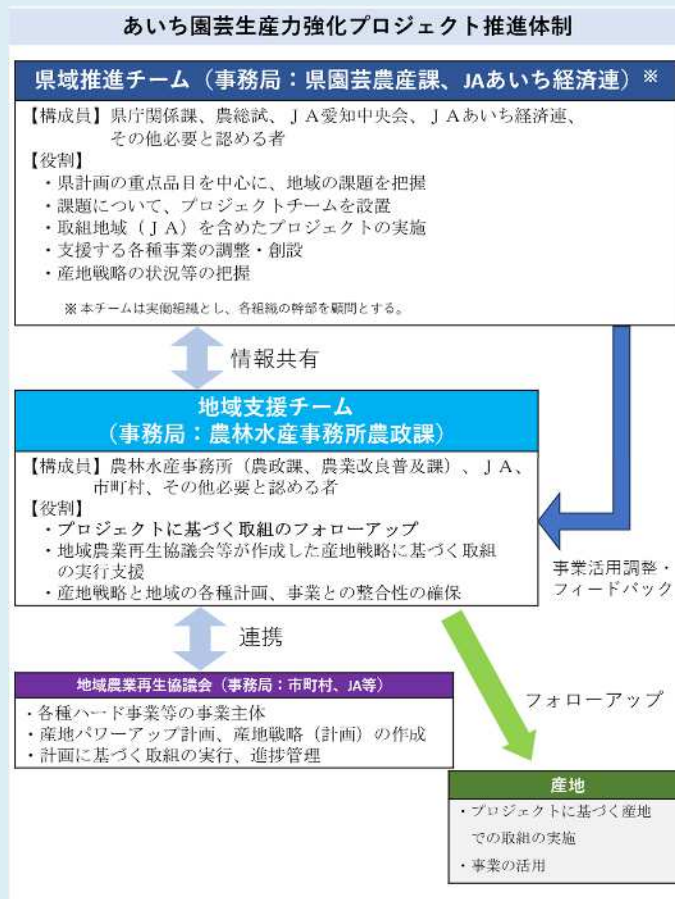 あいち園芸生産力強化プロジェクト推進体制
県域推進チーム（事務局：県園芸農産課、JAあいち経済連）※
【構成員】県庁関係課、農総試、ＪＡ愛知中央会、ＪＡあいち経済連、
その他必要と認める者
【役割】
・県計画の重点品目を中心に、地域の課題を把握
・課題について、プロジェクトチームを設置
・取組地域（ＪＡ）を含めたプロジェクトの実施
・支援する各種事業の調整・創設
・産地戦略の状況等の把握
※本チームは実働組織とし、各組織の幹部を顧問とする。
情報共有
地域支援チーム
（事務局：農林水産事務所農政課）
【構成員】農林水産事務所（農政課、農業改良普及課）、ＪＡ、
市町村、その他必要と認める者
【役割】
・プロジェクトに基づく取組のフォローアップ
・地域農業再生協議会等が作成した産地戦略に基づく取組
の実行支援
・産地戦略と地域の各種計画、事業との整合性の確保
事業活用調整・
フィードバック
連携
地域農業再生協議会（事務局：市町村、JA等）
・各種ハード事業等の事業主体
・産地パワーアップ計画、産地戦略（計画）の作成
・計画に基づく取組の実行、進捗管理
フォローアップ
産地
・プロジェクトに基づく産地
での取組の実施
・事業の活用